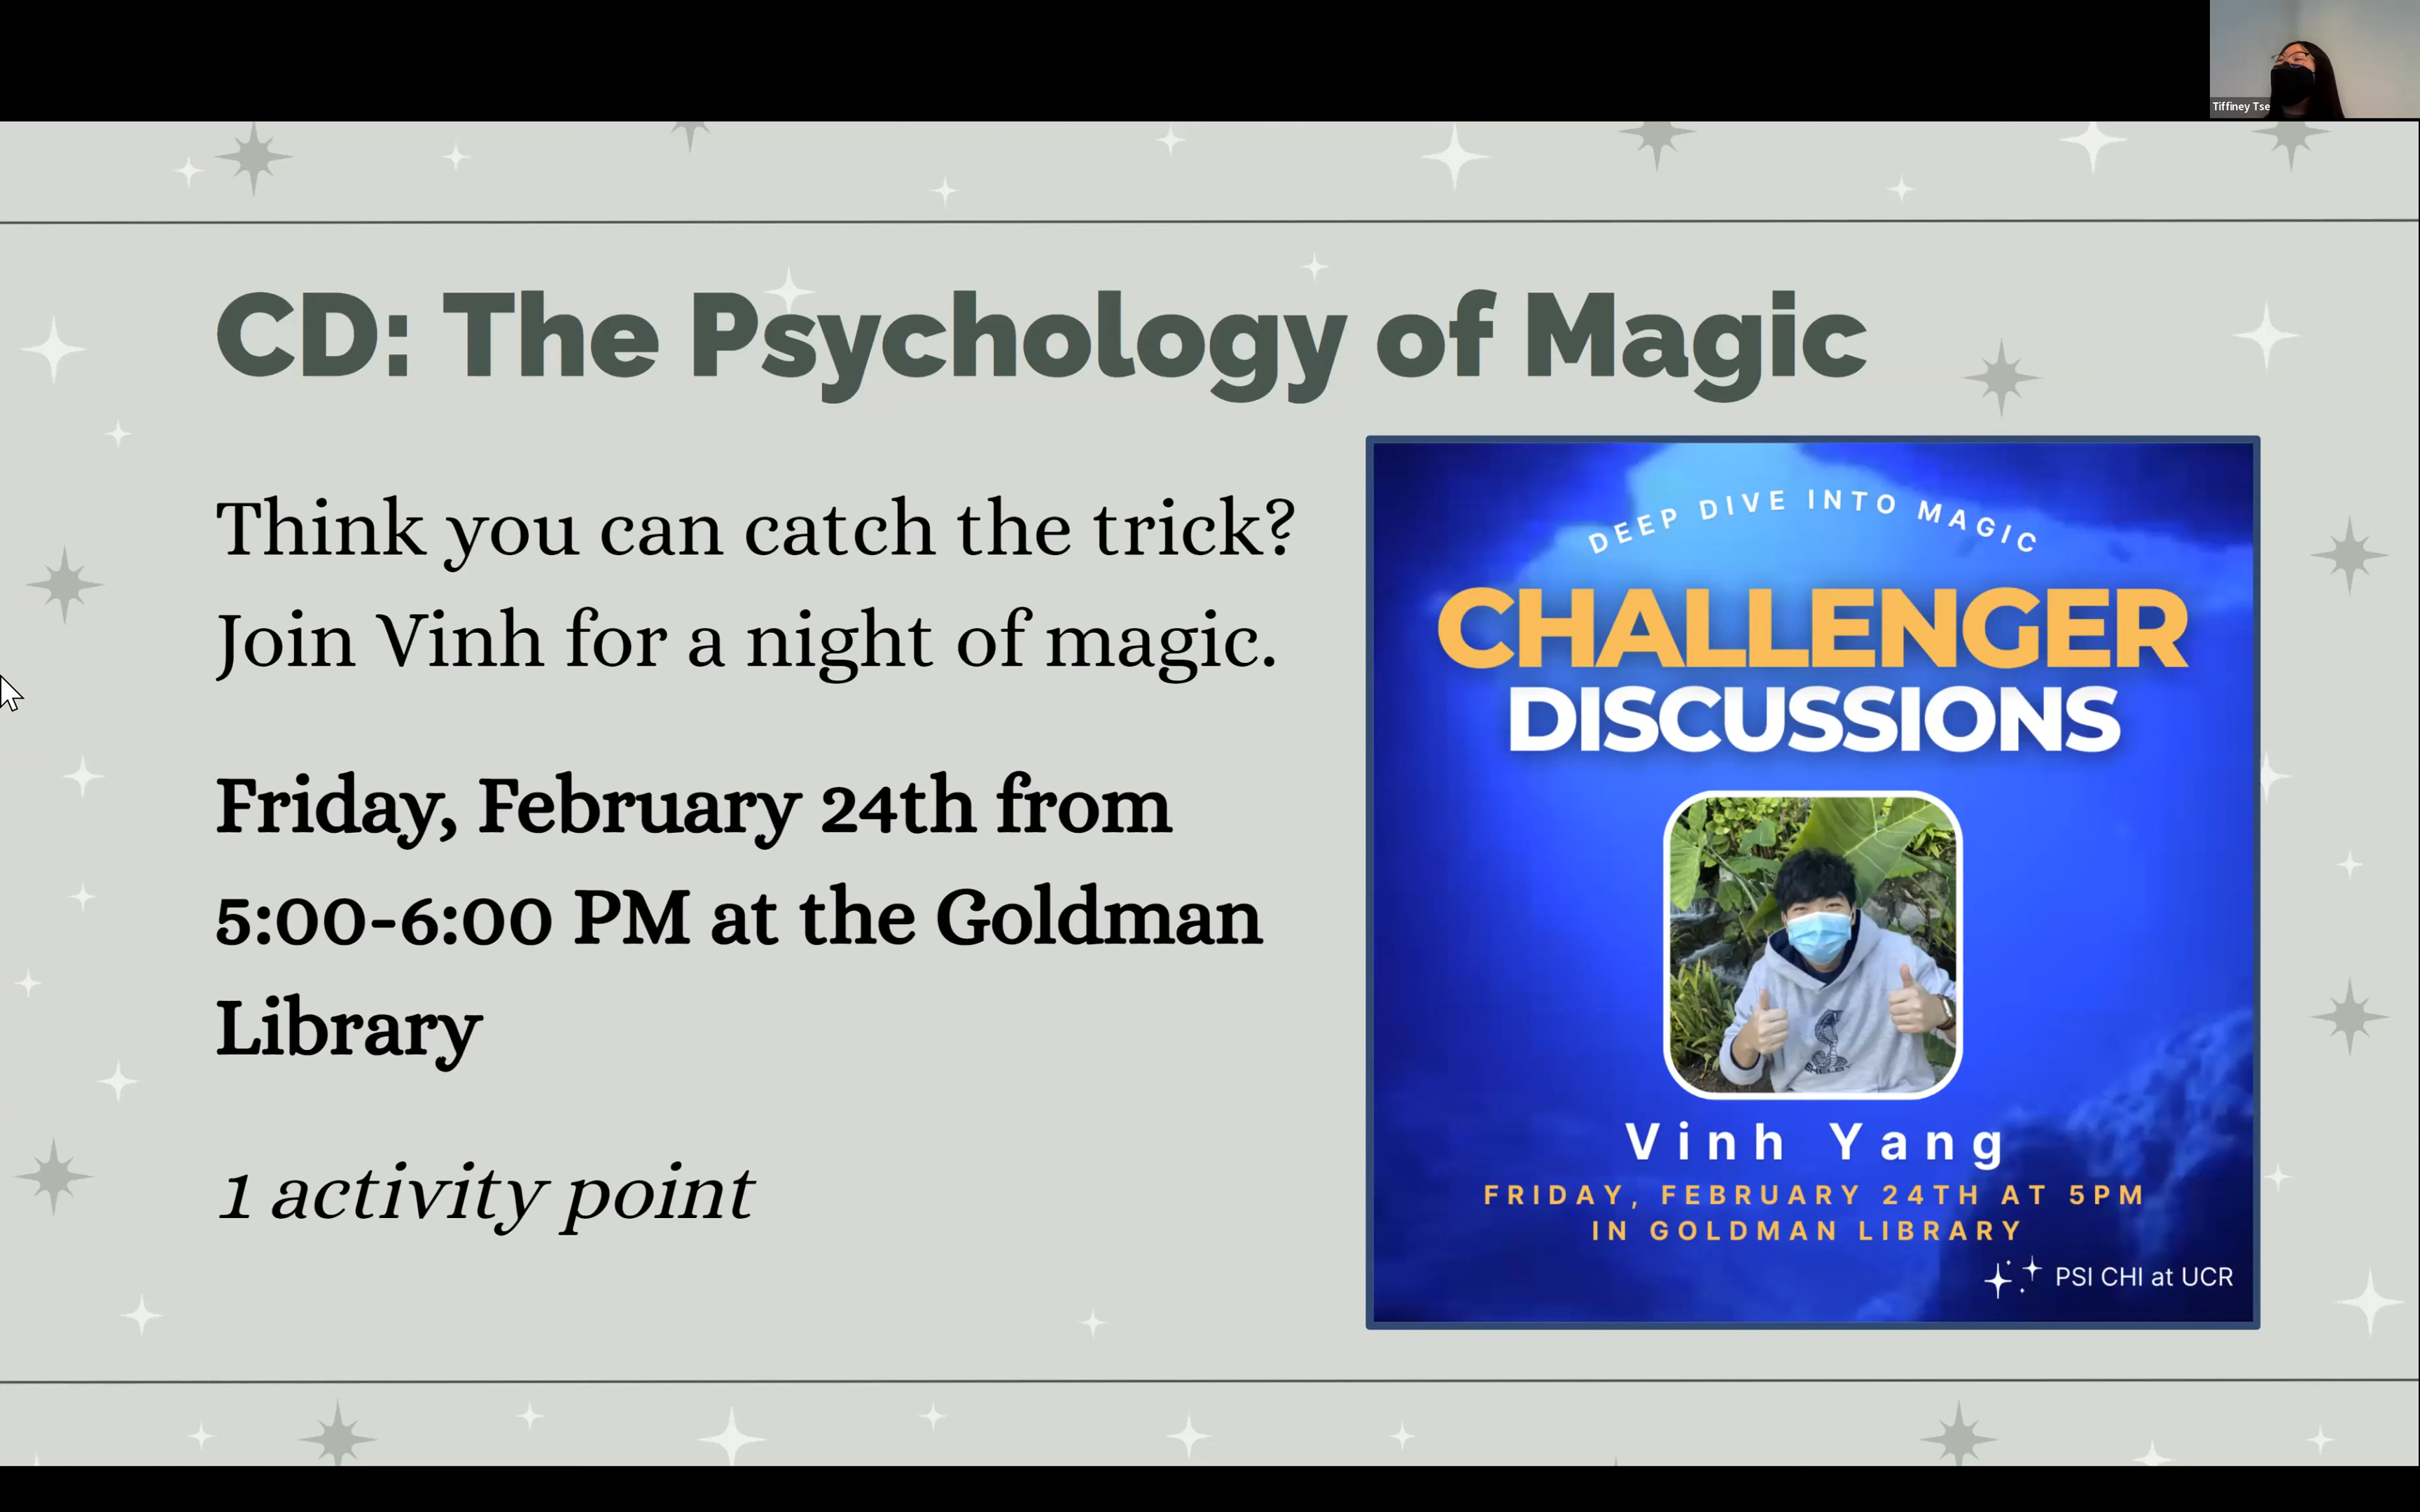 Tiffiney Tse
CD: The Psychology of Magic
Think you can catch the trick?
Join Vinh for a night of magic.
Friday, February 24th from
5:00-6:00 PM at the Goldman
Library
1 activity point
DEEP DIVE INTO MAGIC
CHALLENGER
DISCUSSIONS
SHELBY
Vinh Yang
FRIDAY, FEBRUARY 24TH AT 5PM
IN GOLDMAN LIBRARY
PSI CHI at UCR